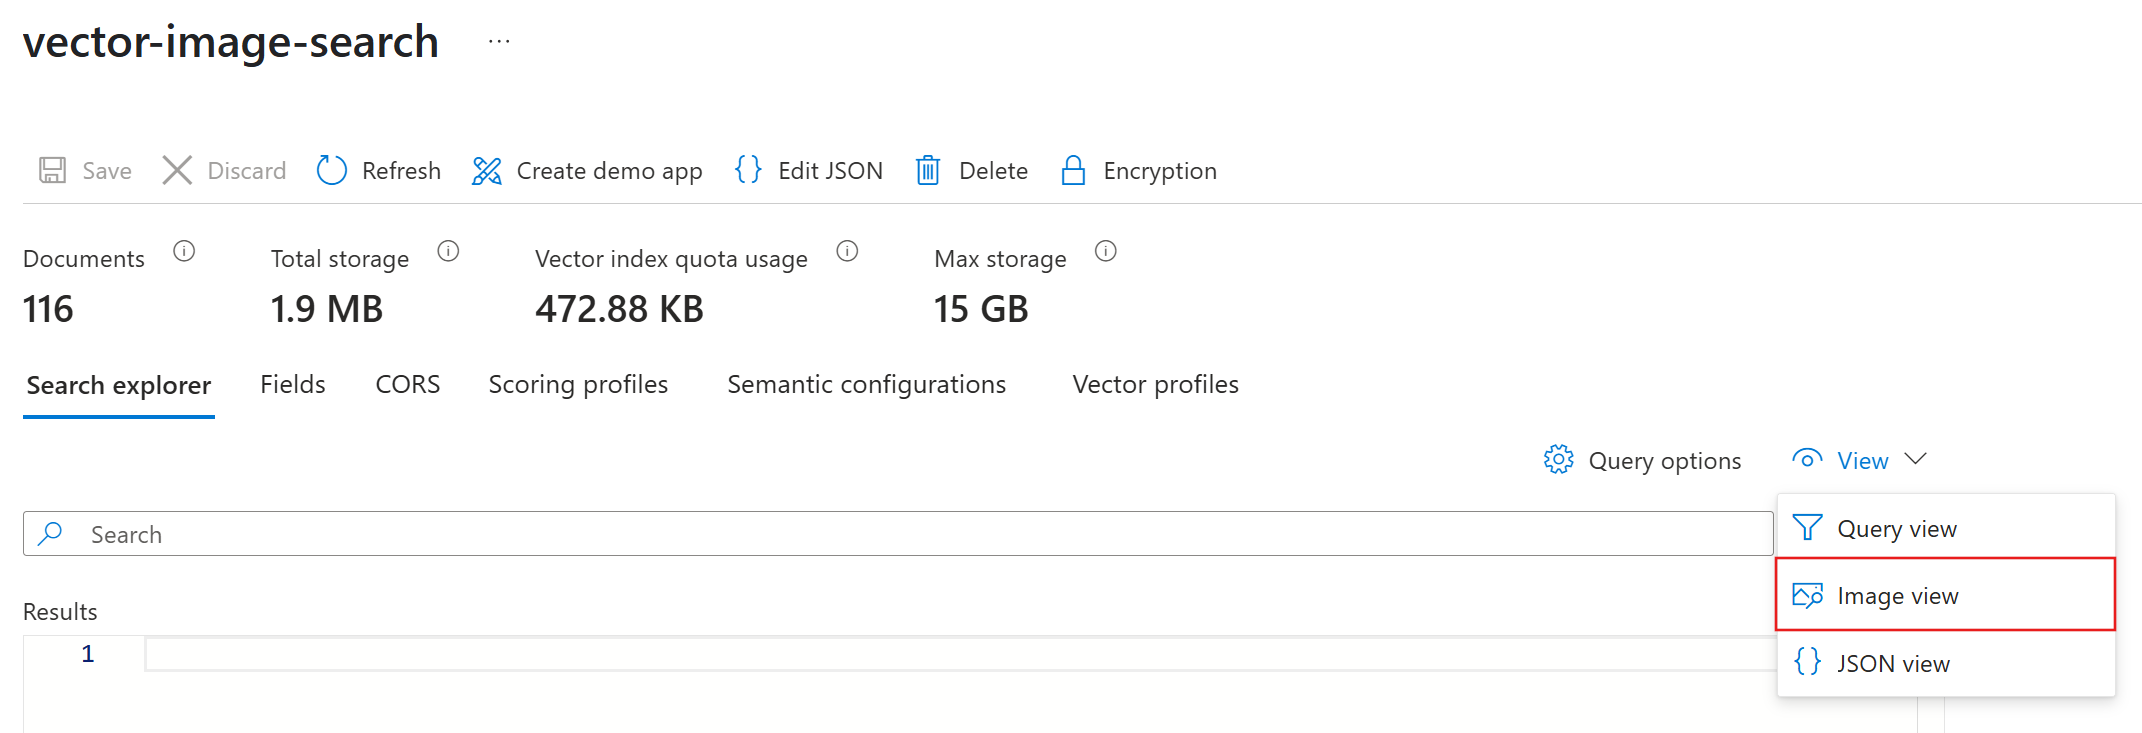 vector-image-search ...
Save Discard Refresh Create demo app {} Edit JSON Delete Encryption
Documents Total storage Vector index quota usage Max storage
116 1.9 MB 472.88 KB 15 GB
Search explorer Fields CORS Scoring profiles Semantic configurations Vector profiles
Query options View
Query view
Search
Image view
Results
JSON view
1